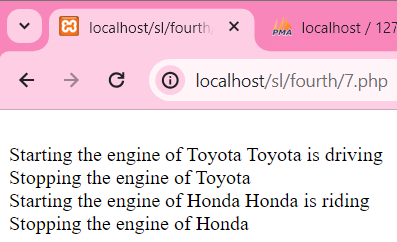 localhost/sl/fourth,
PMA
localhost / 127
localhost/sl/fourth/7.php
Starting the engine of Toyota Toyota is driving
Stopping the engine of Toyota
Starting the engine of Honda Honda is riding
Stopping the engine of Honda